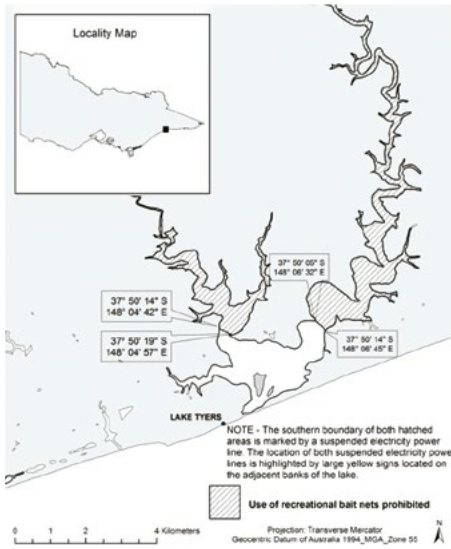 Locality Map
37° 50' 05" S
148° 06' 32" E
37° 50' 14" S
148° 04' 42" E
37° 50' 19" S
148° 04' 57" E
37° 50' 14" S
148° 06' 45" E
LAKE TYERS
NOTE - The southern boundary of both hatched
areas is marked by a suspended electricity power
line. The location of both suspended electricity powe
lines is highlighted by large yellow signs located on
the adjacent banks of the lake.
Use of recreational bait nets prohibited
0 2 4 Kilometers
Projection: Transverse Mercator
Geocentric Datum of Australia 1994_MGA_Zone 55
N